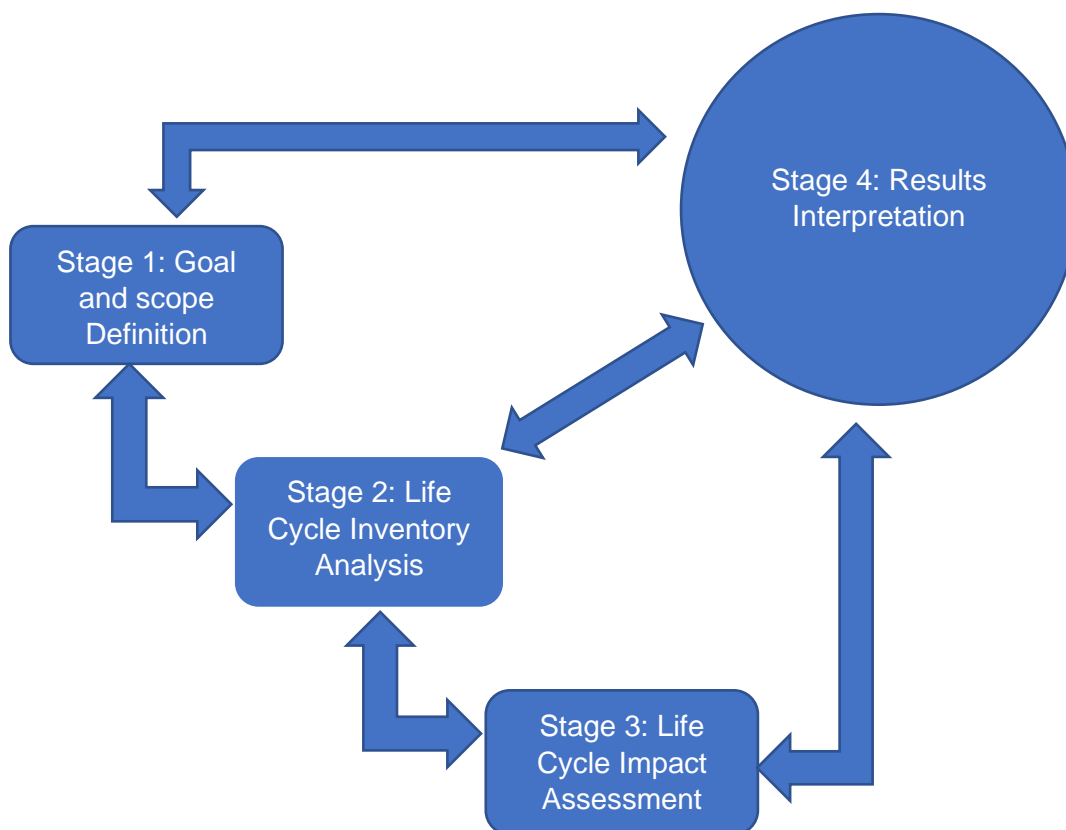 Stage 4: Results
Interpretation
Stage 1: Goal
and scope
Definition
Stage 2: Life
Cycle Inventory
Analysis
Stage 3: Life
Cycle Impact
Assessment